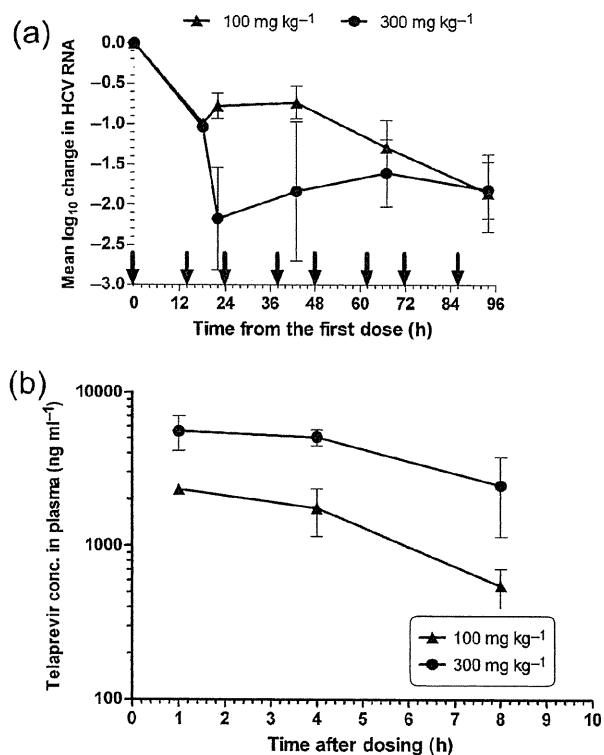 (a)
100 mg kg–1
300 mg kg–1
Mean log10 change in HCV RNA
0.0
–0.5
–1.0
–1.5
–2.0
–2.5
–3.0
0 12 24 36 48 60 72 84 96
Time from the first dose (h)
(b)
Telaprevir conc. in plasma (ng ml–1)
10000
1000
100
100 mg kg–1
300 mg kg–1
0 1 2 4 4 5 6 7 8 9 10
Time after dosing (h)